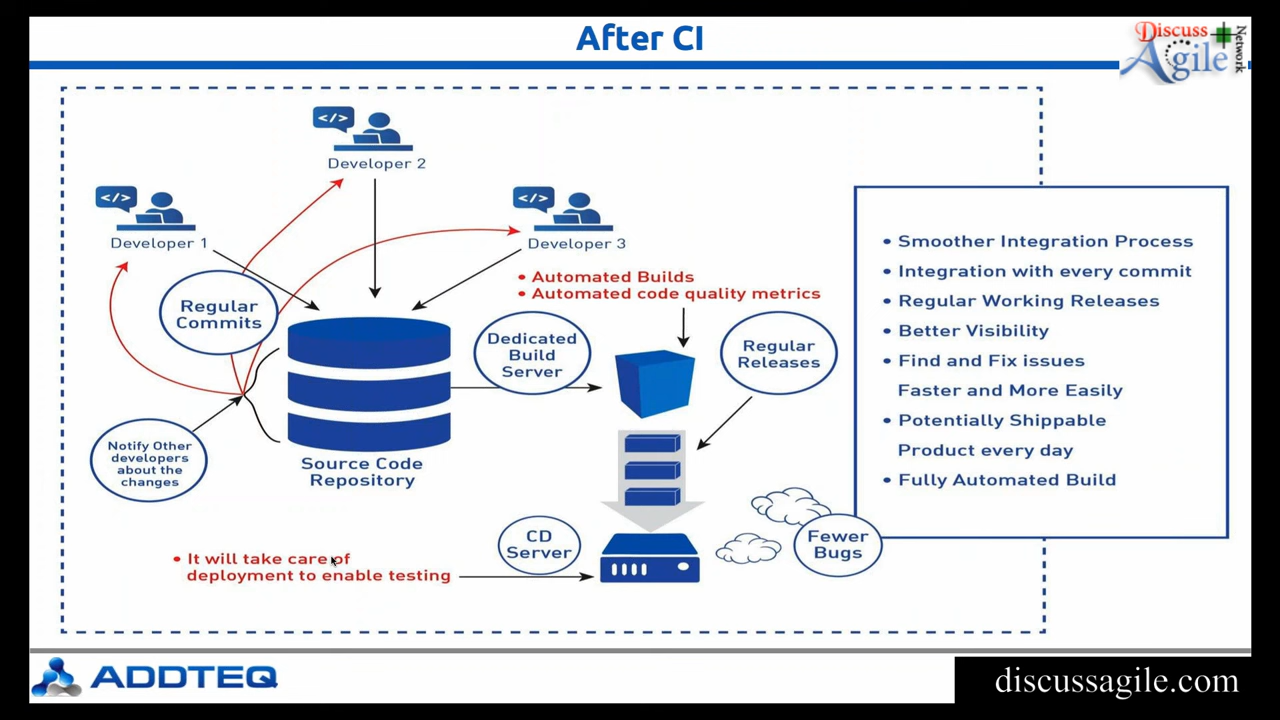 After CI
Discuss
Agile
Network
</>
Developer 2
</>
Developer 1
</>
Developer 3
Regular
Commits
• Automated Builds
• Automated code quality metrics
Dedicated
Build
Server
Regular
Releases
Notify Other
developers
about the
changes
Source Code
Repository
• It will take care of
deployment to enable testing
CD
Server
Fewer
Bugs
• Smoother Integration Process
• Integration with every commit
• Regular Working Releases
• Better Visibility
• Find and Fix issues
Faster and More Easily
• Potentially Shippable
Product every day
• Fully Automated Build
ADDTEQ
discussagile.com